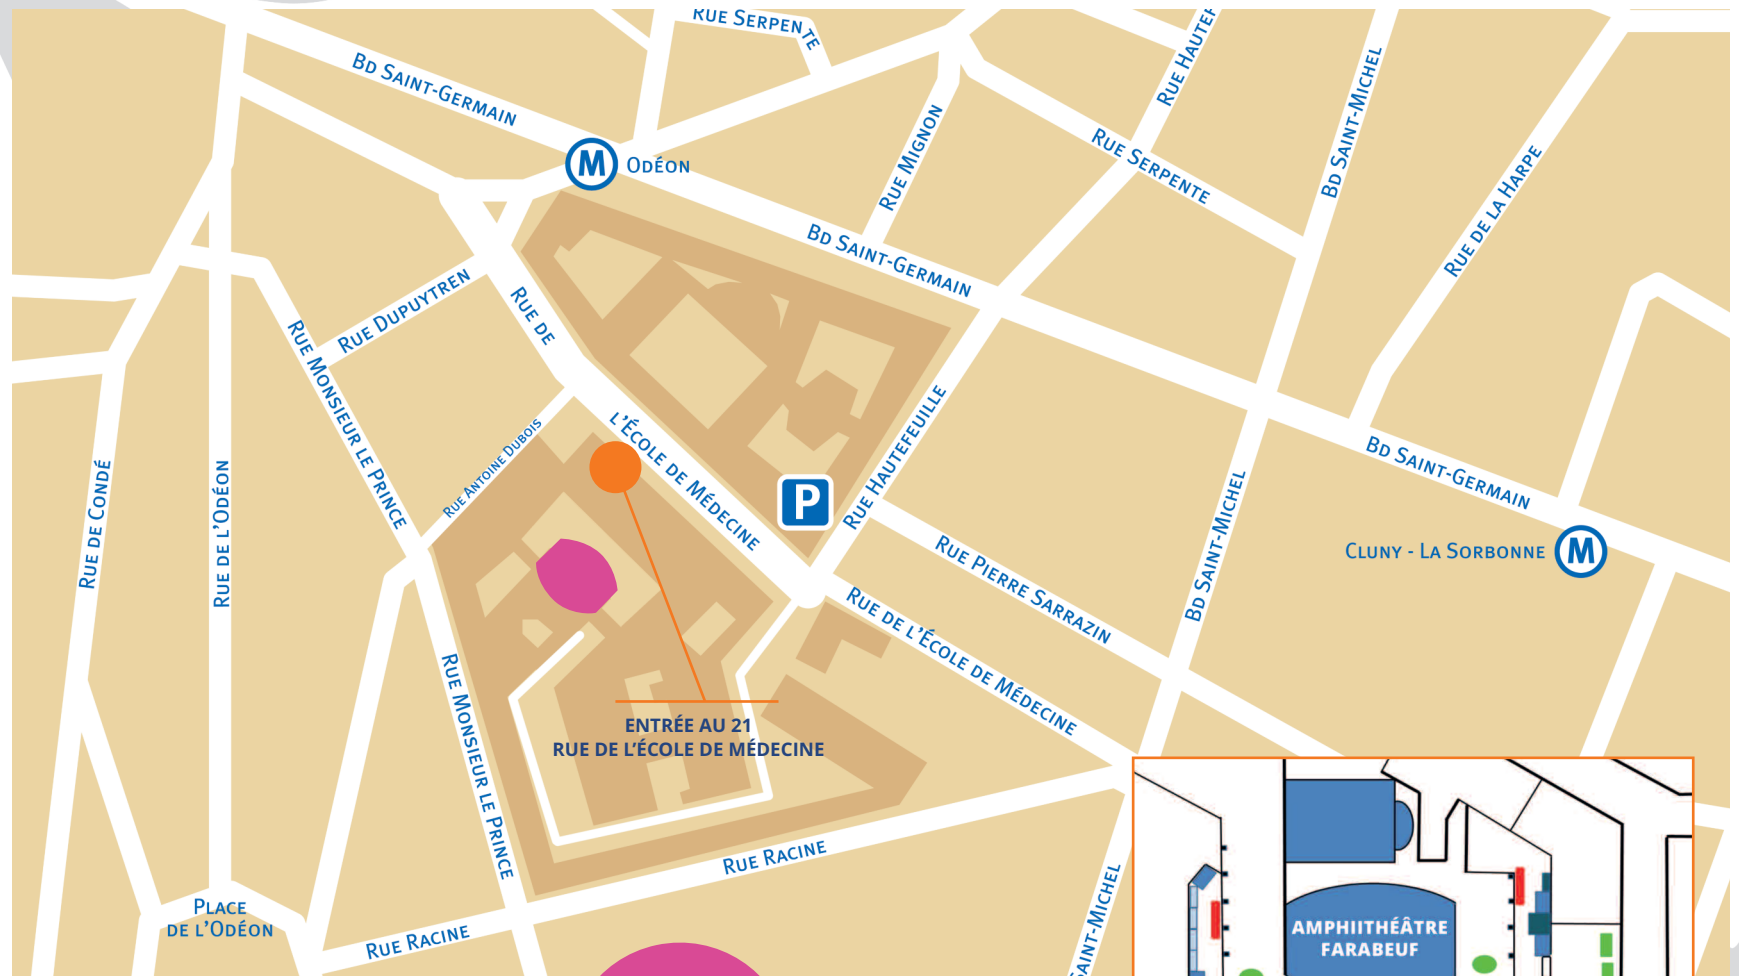 RUE SERPENTE
BD SAINT-GERMAIN
M
ODÉON
RUE MIGNON
RUE SERPENTE
BD SAINT-MICHEL
RUE DE LA HARPE
BD SAINT-GERMAIN
RUE DUPUYTREN
RUE DE
L'ÉCOLE DE MÉDECINE
RUE MONSIEUR LE PRINCE
RUE ANTOINE DUBOIS
RUE HAUTEFEUILLE
P
RUE DE CONDÉ
RUE DE L'ODÉON
BD SAINT-GERMAIN
CLUNY - LA SORBONNE
M
BD SAINT-MICHEL
RUE PIERRE SARRAZIN
RUE DE L'ÉCOLE DE MÉDECINE
RUE MONSIEUR LE PRINCE
ENTRÉE AU 21
RUE DE L'ÉCOLE DE MÉDECINE
RUE RACINE
PLACE
DE L'ODÉON
RUE RACINE
SAINT-MICHEL
AMPHIITHÉÂTRE
FARABEUF